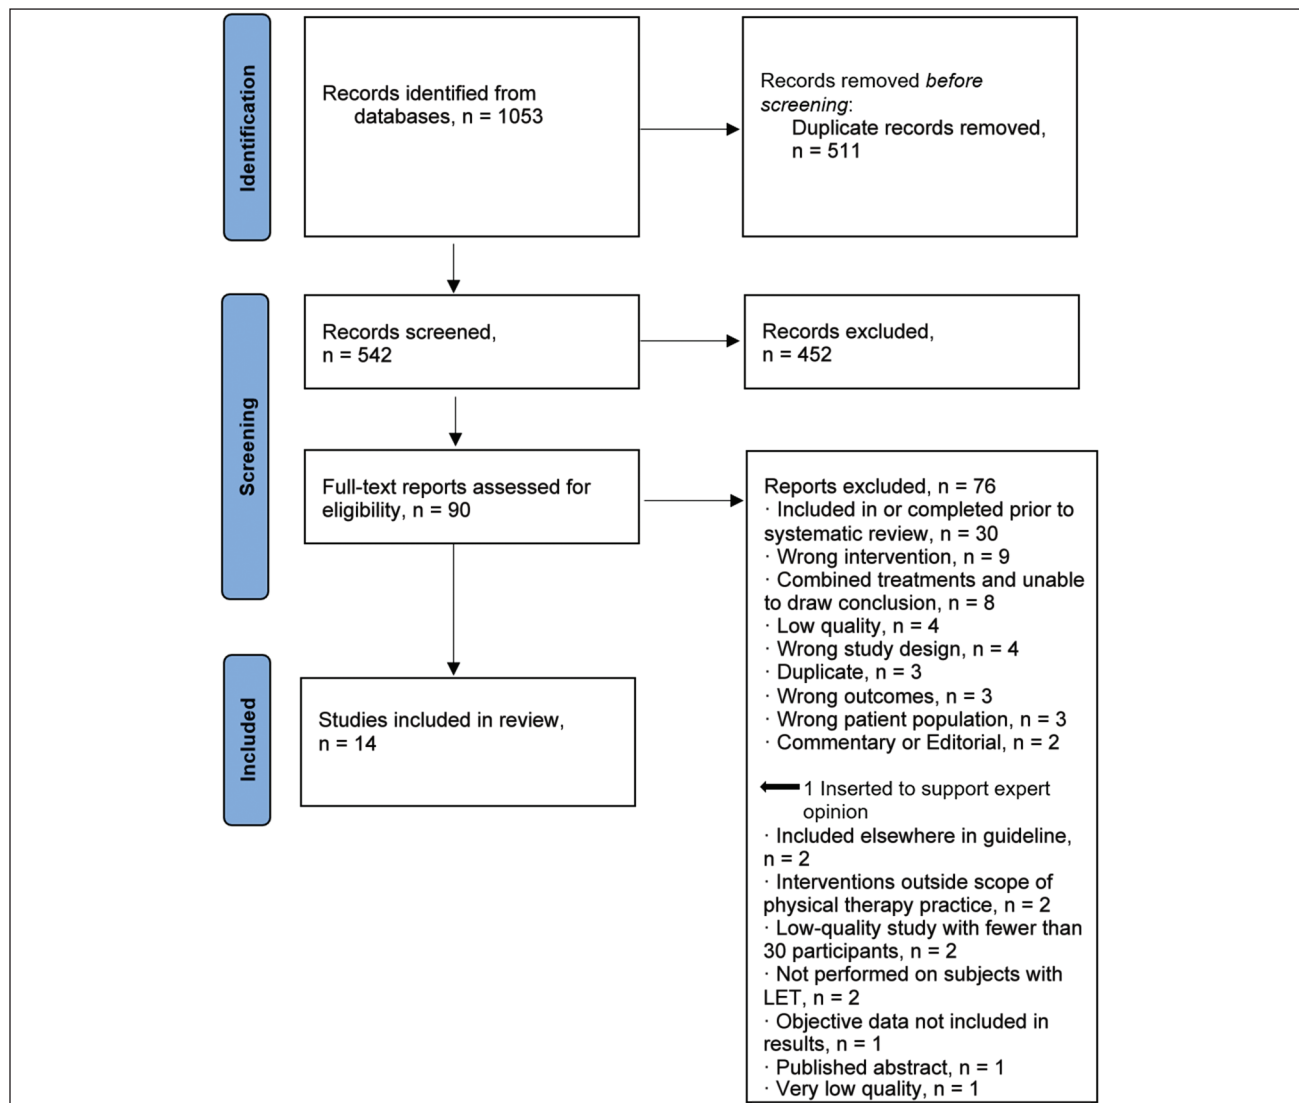 Identification
Records identified from
databases, n = 1053
Records removed before
screening:
Duplicate records removed,
n = 511
Screening
Records screened,
n = 542
Records excluded,
n = 452
Full-text reports assessed for
eligibility, n = 90
Reports excluded, n = 76
· Included in or completed prior to
systematic review, n = 30
· Wrong intervention, n = 9
· Combined treatments and unable
to draw conclusion, n = 8
· Low quality, n = 4
· Wrong study design, n = 4
· Duplicate, n = 3
· Wrong outcomes, n = 3
· Wrong patient population, n = 3
· Commentary or Editorial, n = 2
1 Inserted to support expert
opinion
· Included elsewhere in guideline,
n = 2
· Interventions outside scope of
physical therapy practice, n = 2
· Low-quality study with fewer than
30 participants, n = 2
· Not performed on subjects with
LET, n = 2
· Objective data not included in
results, n = 1
· Published abstract, n = 1
· Very low quality, n = 1
Included
Studies included in review,
n = 14